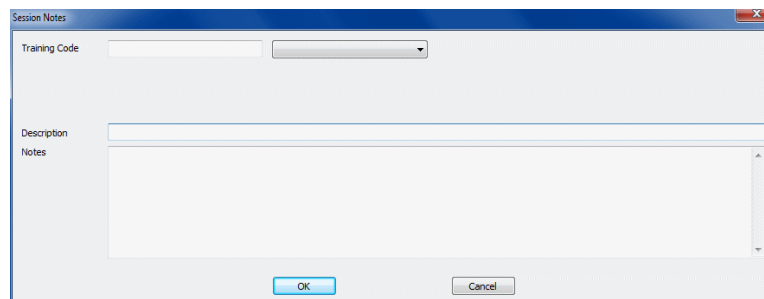 Session Notes
Training Code
Description
Notes
OK
Cancel